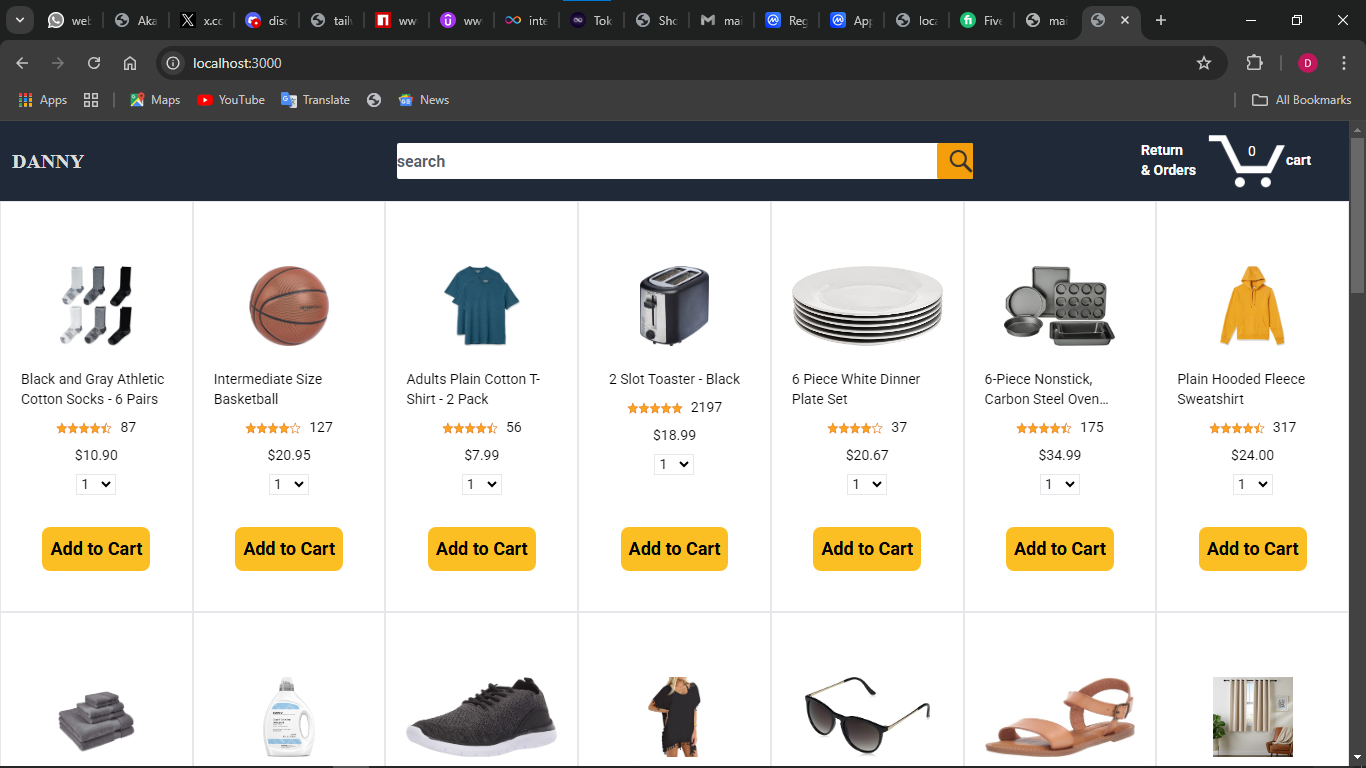 web
Aka
x.cc
disc
tailv
ww
ww
inte
Tok
Shc
ma
Reg
App
loca
Five
mai
localhost:3000
D
Apps
Maps
YouTube
Translate
News
All Bookmarks
DANNY
search
Return
& Orders
0
cart
Black and Gray Athletic
Cotton Socks - 6 Pairs
87
$10.90
1
Add to Cart
Intermediate Size
Basketball
127
$20.95
1
Add to Cart
Adults Plain Cotton T-
Shirt - 2 Pack
56
$7.99
1
Add to Cart
2 Slot Toaster - Black
2197
$18.99
1
Add to Cart
6 Piece White Dinner
Plate Set
37
$20.67
1
Add to Cart
6-Piece Nonstick,
Carbon Steel Oven...
175
$34.99
1
Add to Cart
Plain Hooded Fleece
Sweatshirt
317
$24.00
1
Add to Cart